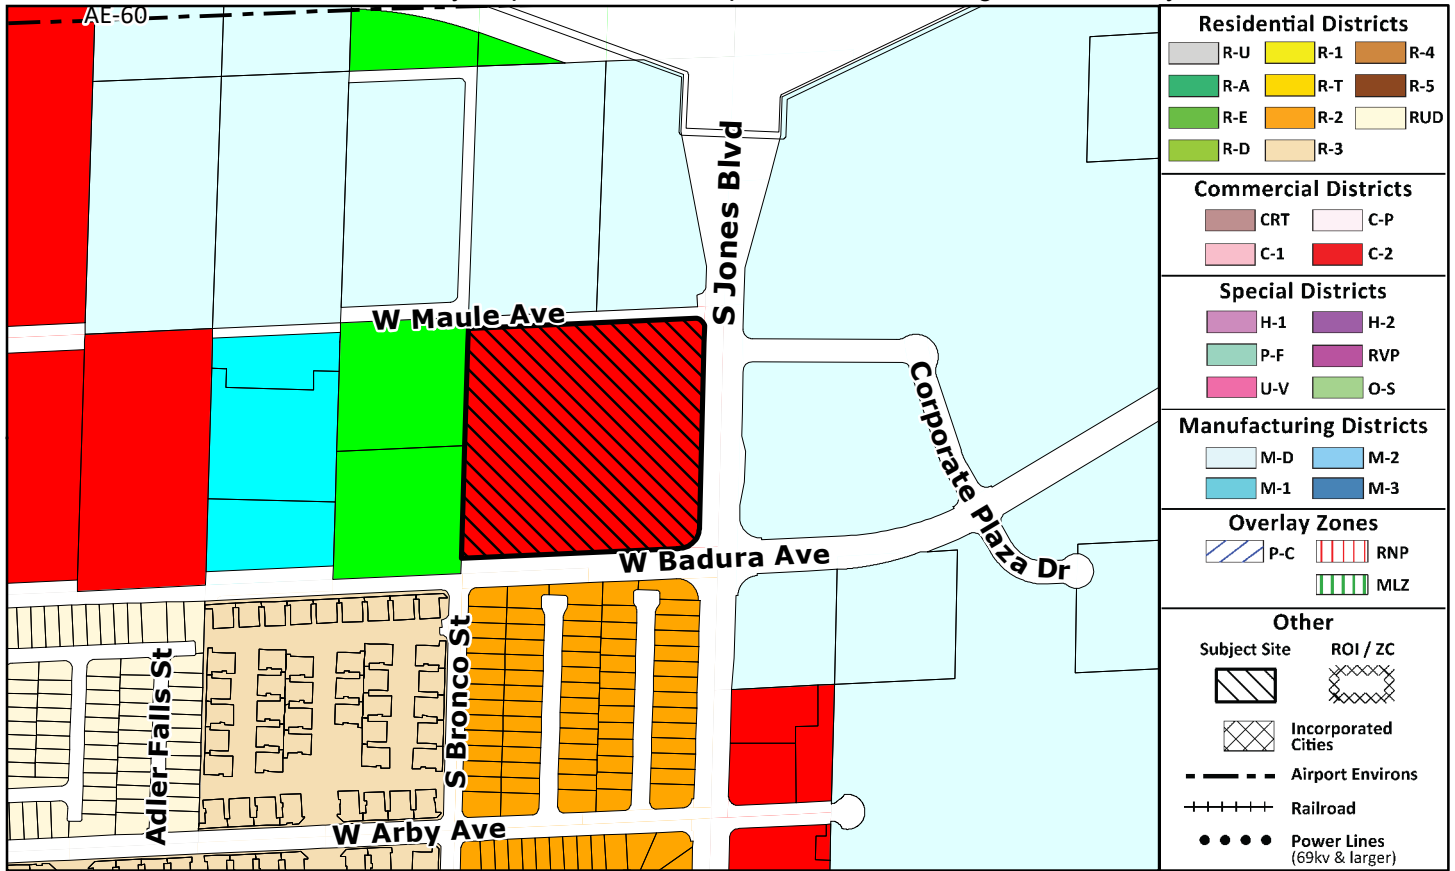 AE-60
S Jones Blvd
W Maule Ave
Corporate Plaza Dr
W Badura Ave
S Bronco St
Adler Falls St
W Arby Ave
Residential Districts
R-U R-1 R-4
R-A R-T R-5
R-E R-2 RUD
R-D R-3
Commercial Districts
CRT C-P
C-1 C-2
Special Districts
H-1 H-2
P-F RVP
U-V O-S
Manufacturing Districts
M-D M-2
M-1 M-3
Overlay Zones
P-C RNP
MLZ
Other
Subject Site ROI / ZC
Incorporated
Cities
Airport Environs
Railroad
Power Lines
(69kv & larger)